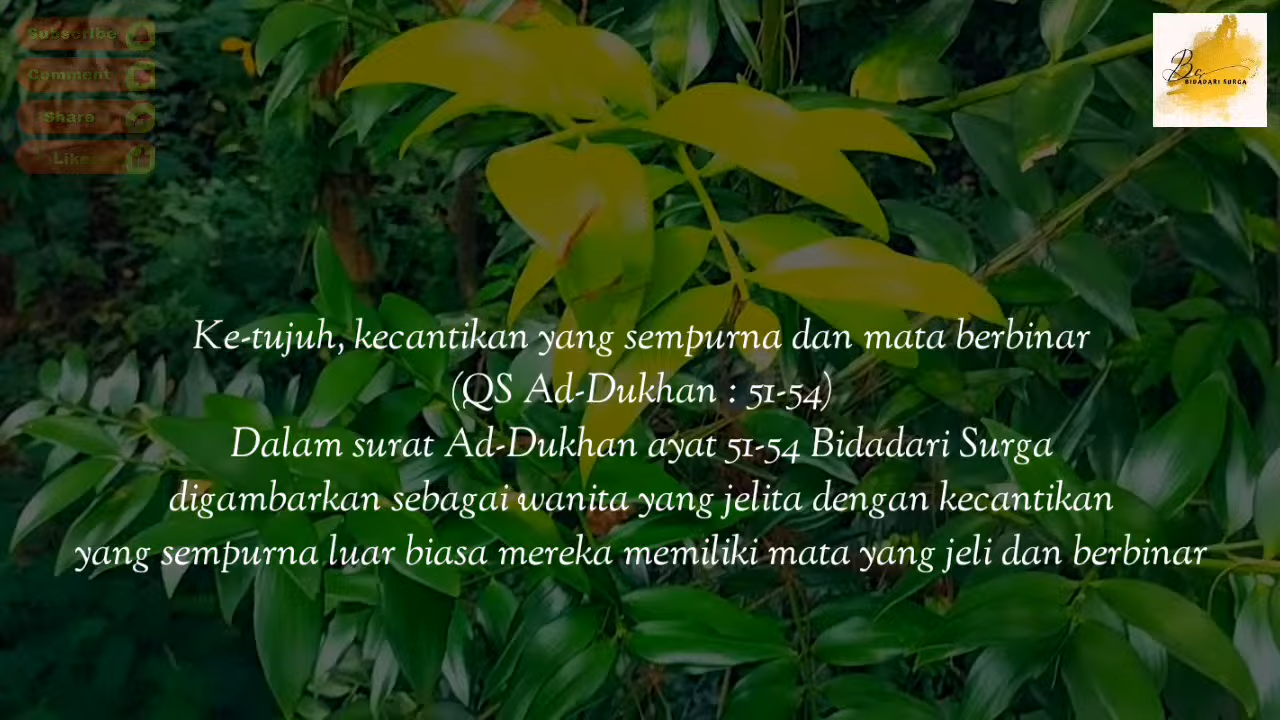 Subscribe
Comment
Share
Like
Be
BIDADARI SURGA
Ke-tujuh, kecantikan yang sempurna dan mata berbinar
(QS Ad-Dukhan : 51-54)
Dalam surat Ad-Dukhan ayat 51-54 Bidadari Surga
digambarkan sebagai wanita yang jelita dengan kecantikan
yang sempurna luar biasa mereka memiliki mata yang jeli dan berbinar